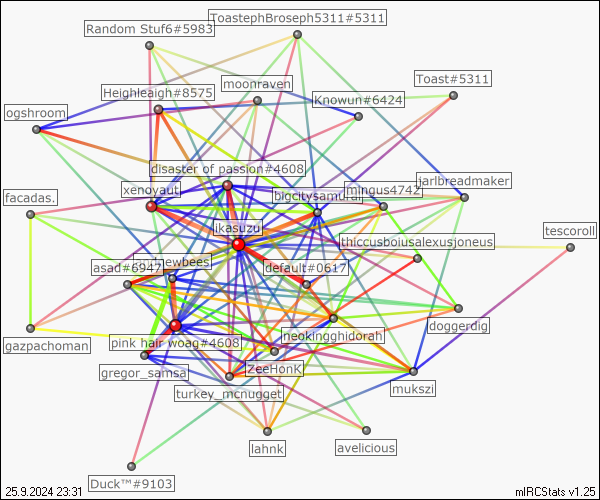 ToastephBroseph5311#5311
Random Stuf6#5983
Toast#5311
moonraven
Heighleaigh#8575
Knowun#6424
ogshroom
disaster of passion#4608
jarlbreadmaker
xenoyaut
mingus4742
bigcitysamurai
facadas.
ikasuzu
tescoroll
thiccusboiusalexusjoneus
asad#6947
ewbees
default#0617
doggerdig
neokingghidorah
pink hair woag#4608
gazpachoman
ZeeHonK
gregor_samsa
mukszi
turkey_mcnugget
lahnk
avelicious
Duck™#9103
25.9.2024 23:31
mIRCStats v1.25